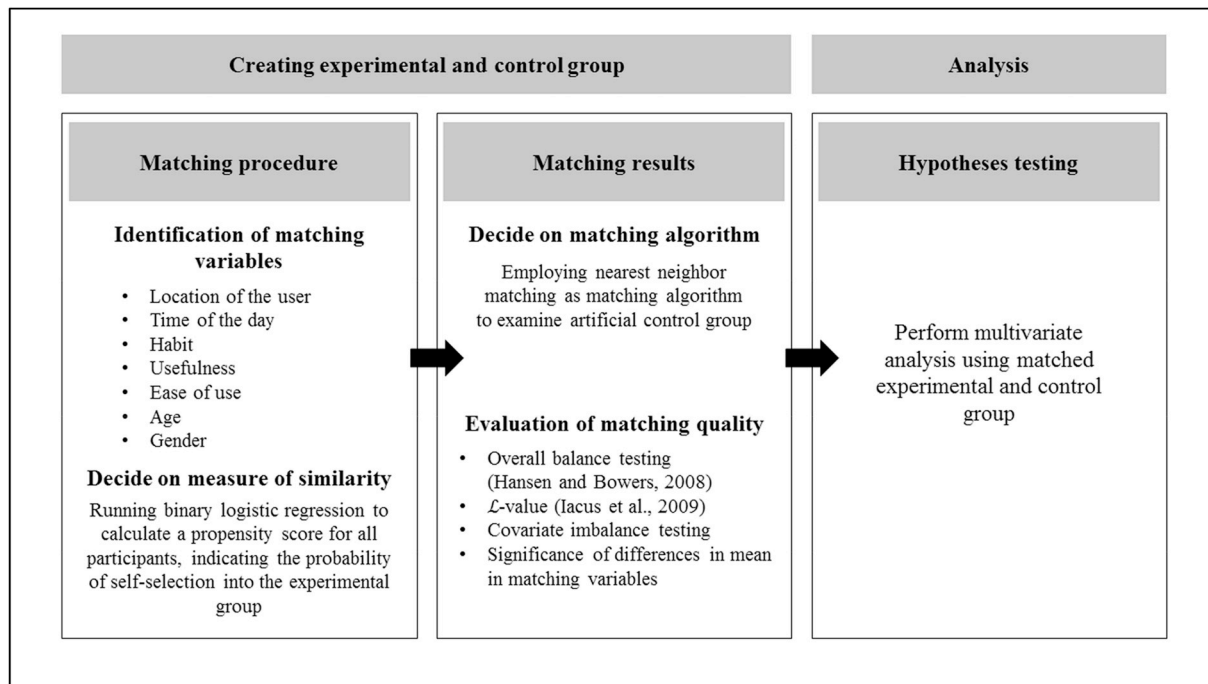 Creating experimental and control group
Analysis
Matching procedure
Identification of matching
variables
• Location of the user
• Time of the day
• Habit
• Usefulness
• Ease of use
• Age
• Gender
Decide on measure of similarity
Running binary logistic regression to
calculate a propensity score for all
participants, indicating the probability
of self-selection into the experimental
group
Matching results
Decide on matching algorithm
Employing nearest neighbor
matching as matching algorithm
to examine artificial control group
Evaluation of matching quality
• Overall balance testing
(Hansen and Bowers, 2008)
• ℒ-value (Iacus et al., 2009)
• Covariate imbalance testing
• Significance of differences in mean
in matching variables
Hypotheses testing
Perform multivariate
analysis using matched
experimental and control
group